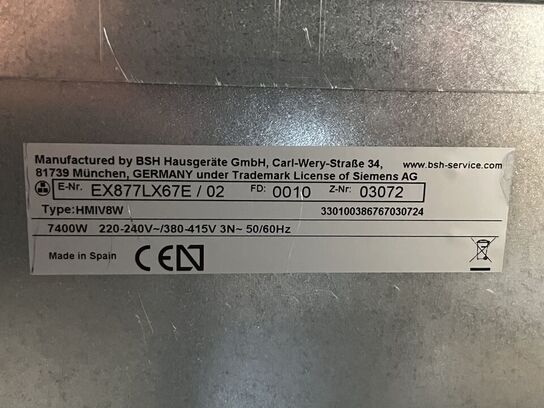 Manufactured by BSH Hausgeräte GmbH, Carl-Wery-Straße 34, www.bsh-service.com
81739 München, GERMANY under Trademark License of Siemens AG
E-Nr. EX877LX67E / 02 FD: 0010 Z-Nr: 03072
Type:HMIV8W 330100386767030724
7400W 220-240V~/380-415V 3N~ 50/60Hz
Made in Spain CE